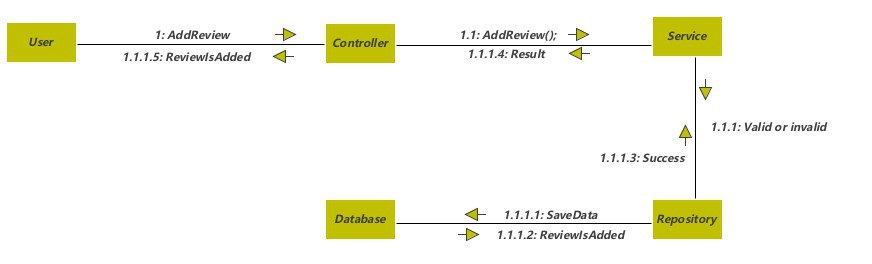 User
1: AddReview
1.1.1.5: ReviewIsAdded
Controller
1.1: AddReview();
1.1.1.4: Result
Service
1.1.1: Valid or invalid
1.1.1.3: Success
Database
1.1.1.1: SaveData
1.1.1.2: ReviewIsAdded
Repository